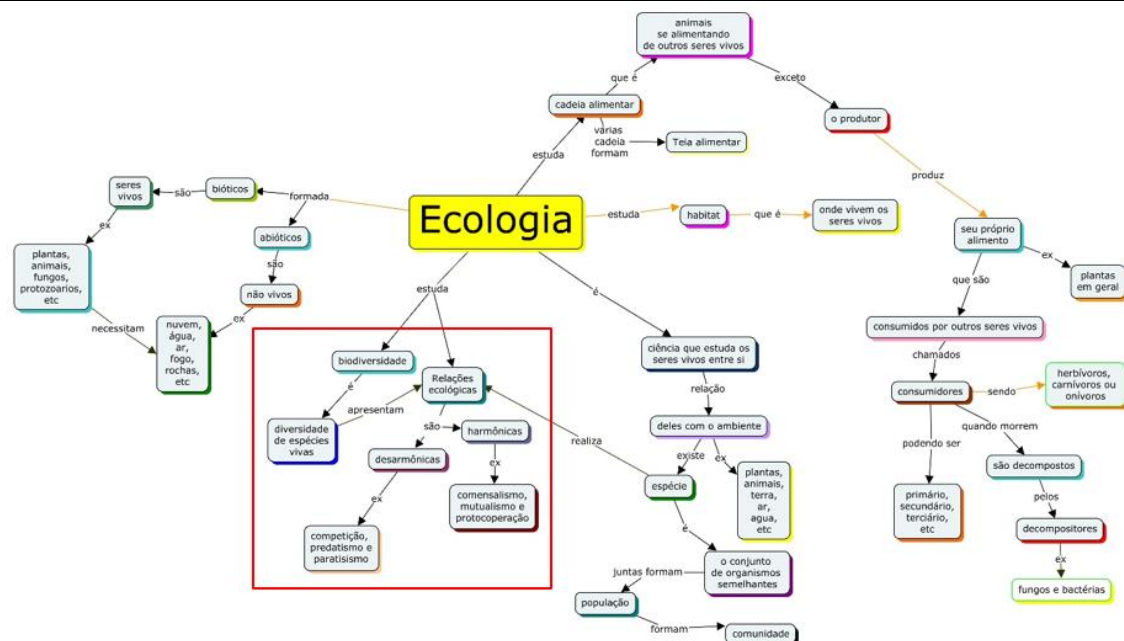 animais
se alimentando
de outros seres vivos
que é
exceto
cadeia alimentar
o produtor
várias
cadeia
formam
Teia alimentar
estuda
produz
seres
vivos
são
bióticos
formada
Ecologia
estuda
habitat
que é
onde vivem os
seres vivos
ex
abióticos
seu próprio
alimento
ex
plantas
em geral
plantas,
animais,
fungos,
protozoarios,
etc
são
não vivos
estuda
é
que são
necessitam
ex
nuvem,
água,
ar,
fogo,
rochas,
etc
consumidos por outros seres vivos
biodiversidade
ciência que estuda os
seres vivos entre si
chamados
é
Relações
ecológicas
relação
consumidores
sendo
herbívoros,
carnívoros ou
onívoros
apresentam
diversidade
de espécies
vivas
são
harmônicas
realiza
deles com o ambiente
podendo ser
quando morrem
desarmônicas
ex
existe
ex
são decompostos
ex
comensalismo,
mutualismo e
protocoperação
espécie
plantas,
animais,
terra,
ar,
agua,
etc
primário,
secundário,
terciário,
etc
pelos
competição,
predatismo e
paratisismo
é
decompositores
ex
o conjunto
de organismos
semelhantes
juntas formam
fungos e bactérias
população
formam
comunidade